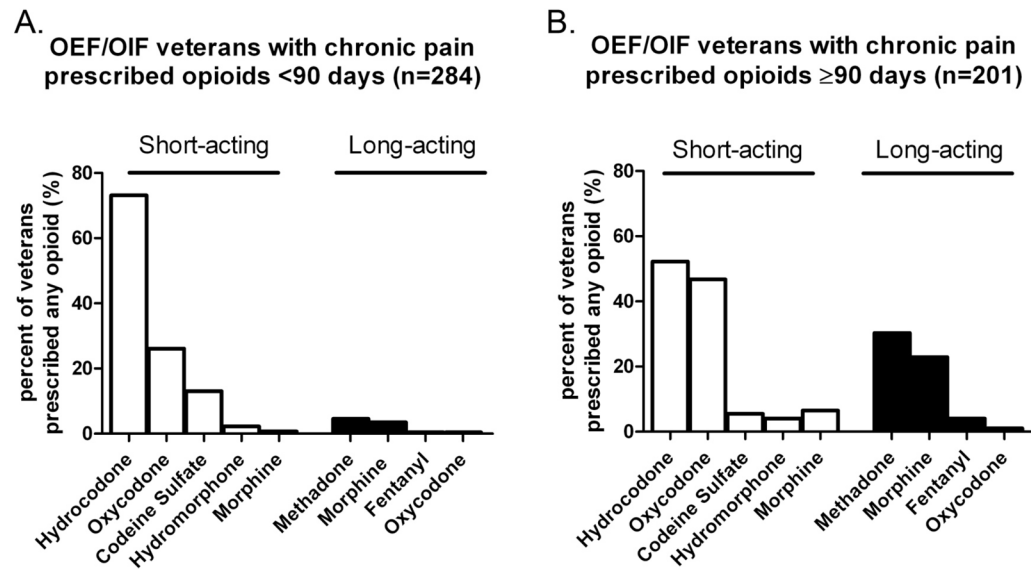 A.
OEF/OIF veterans with chronic pain
prescribed opioids <90 days (n=284)
Short-acting
Long-acting
percent of veterans
prescribed any opioid (%)
80
60
40
20
0
Hydrocodone
Oxycodone
Codeine Sulfate
Hydromorphone
Morphine
Methadone
Morphine
Fentanyl
Oxycodone
B.
OEF/OIF veterans with chronic pain
prescribed opioids ≥90 days (n=201)
Short-acting
Long-acting
percent of veterans
prescribed any opioid (%)
80
60
40
20
0
Hydrocodone
Oxycodone
Codeine Sulfate
Hydromorphone
Morphine
Methadone
Morphine
Fentanyl
Oxycodone